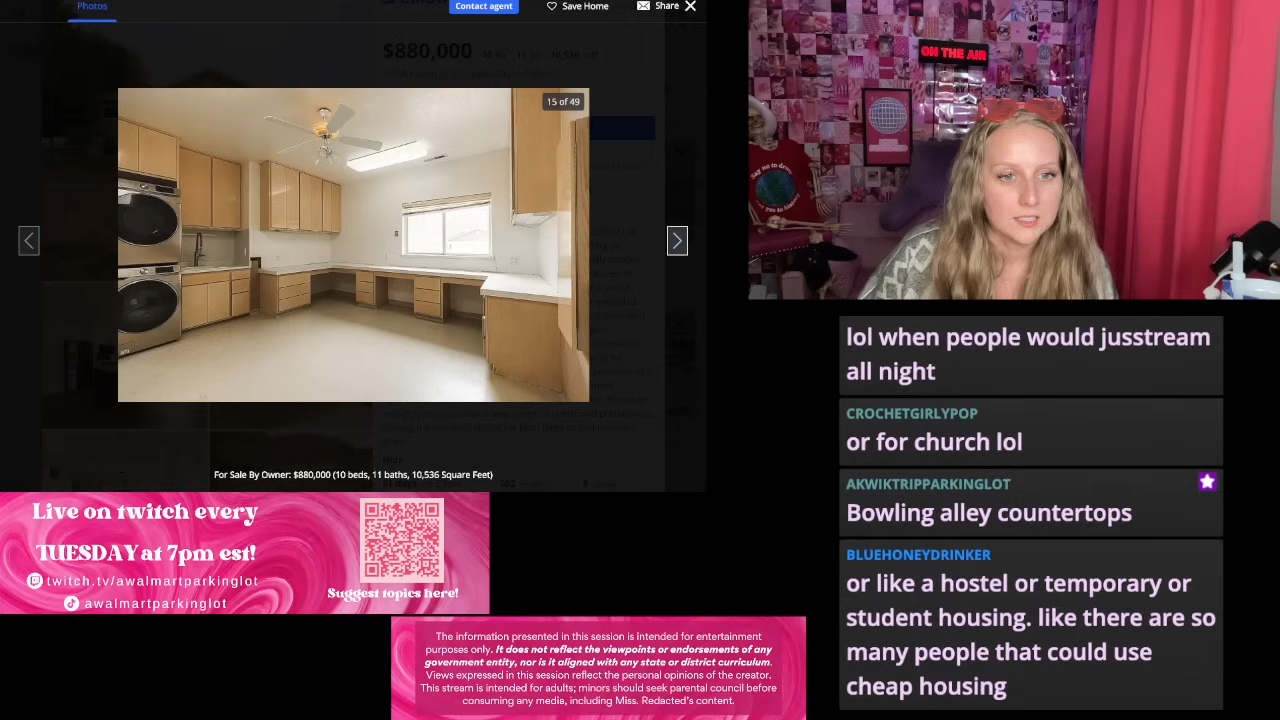 Photos
Contact agent
Save Home
Share
$880,000
15 of 49
For Sale By Owner: $880,000 (10 beds, 11 baths, 10,536 Square Feet)
ON THE AIR
lol when people would jusstream
all night
CROCHETGIRLYPOP
or for church lol
AKWIKTRIPPARKINGLOT
Bowling alley countertops
BLUEHONEYDRINKER
or like a hostel or temporary or
student housing. like there are so
many people that could use
cheap housing
Live on twitch every
TUESDAY at 7pm est!
twitch.tv/awalmartparkinglot
awalmartparkinglot
Suggest topics here!
The information presented in this session is intended for entertainment
purposes only. It does not reflect the viewpoints or endorsements of any
government entity, nor is it aligned with any state or district curriculum.
Views expressed in this session reflect the personal opinions of the creator.
This stream is intended for adults; minors should seek parental council before
consuming any media, including Miss. Redacted's content.